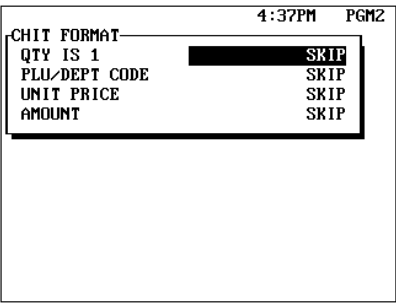 4:37PM PGM2
CHIT FORMAT
QTY IS 1 SKIP
PLU/DEPT CODE SKIP
UNIT PRICE SKIP
AMOUNT SKIP